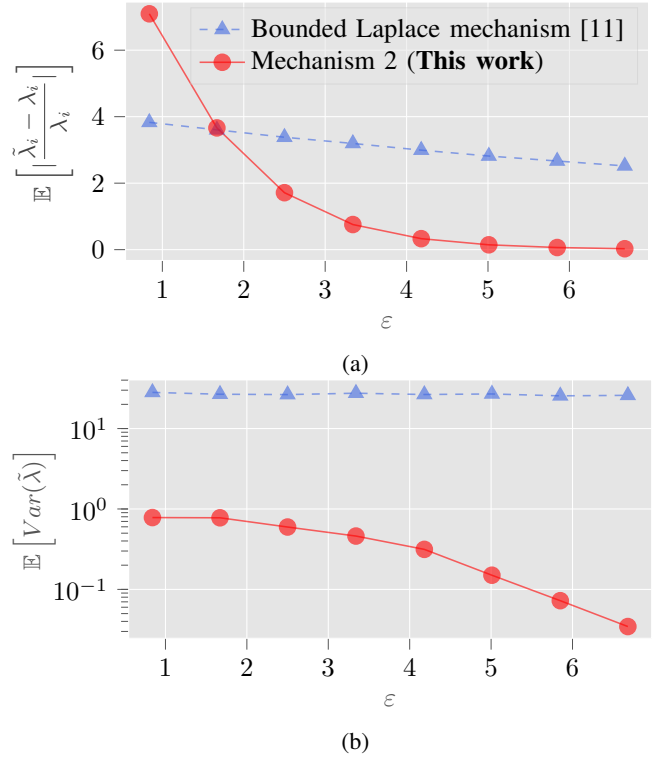 Bounded Laplace mechanism [11]
Mechanism 2 (This work)
𝔼 [|λ̃ᵢ − λᵢ / λᵢ|]
6
4
2
0
1 2 3 4 5 6
ε
(a)
𝔼 [Var(λ̃)]
10¹
10⁰
10⁻¹
1 2 3 4 5 6
ε
(b)